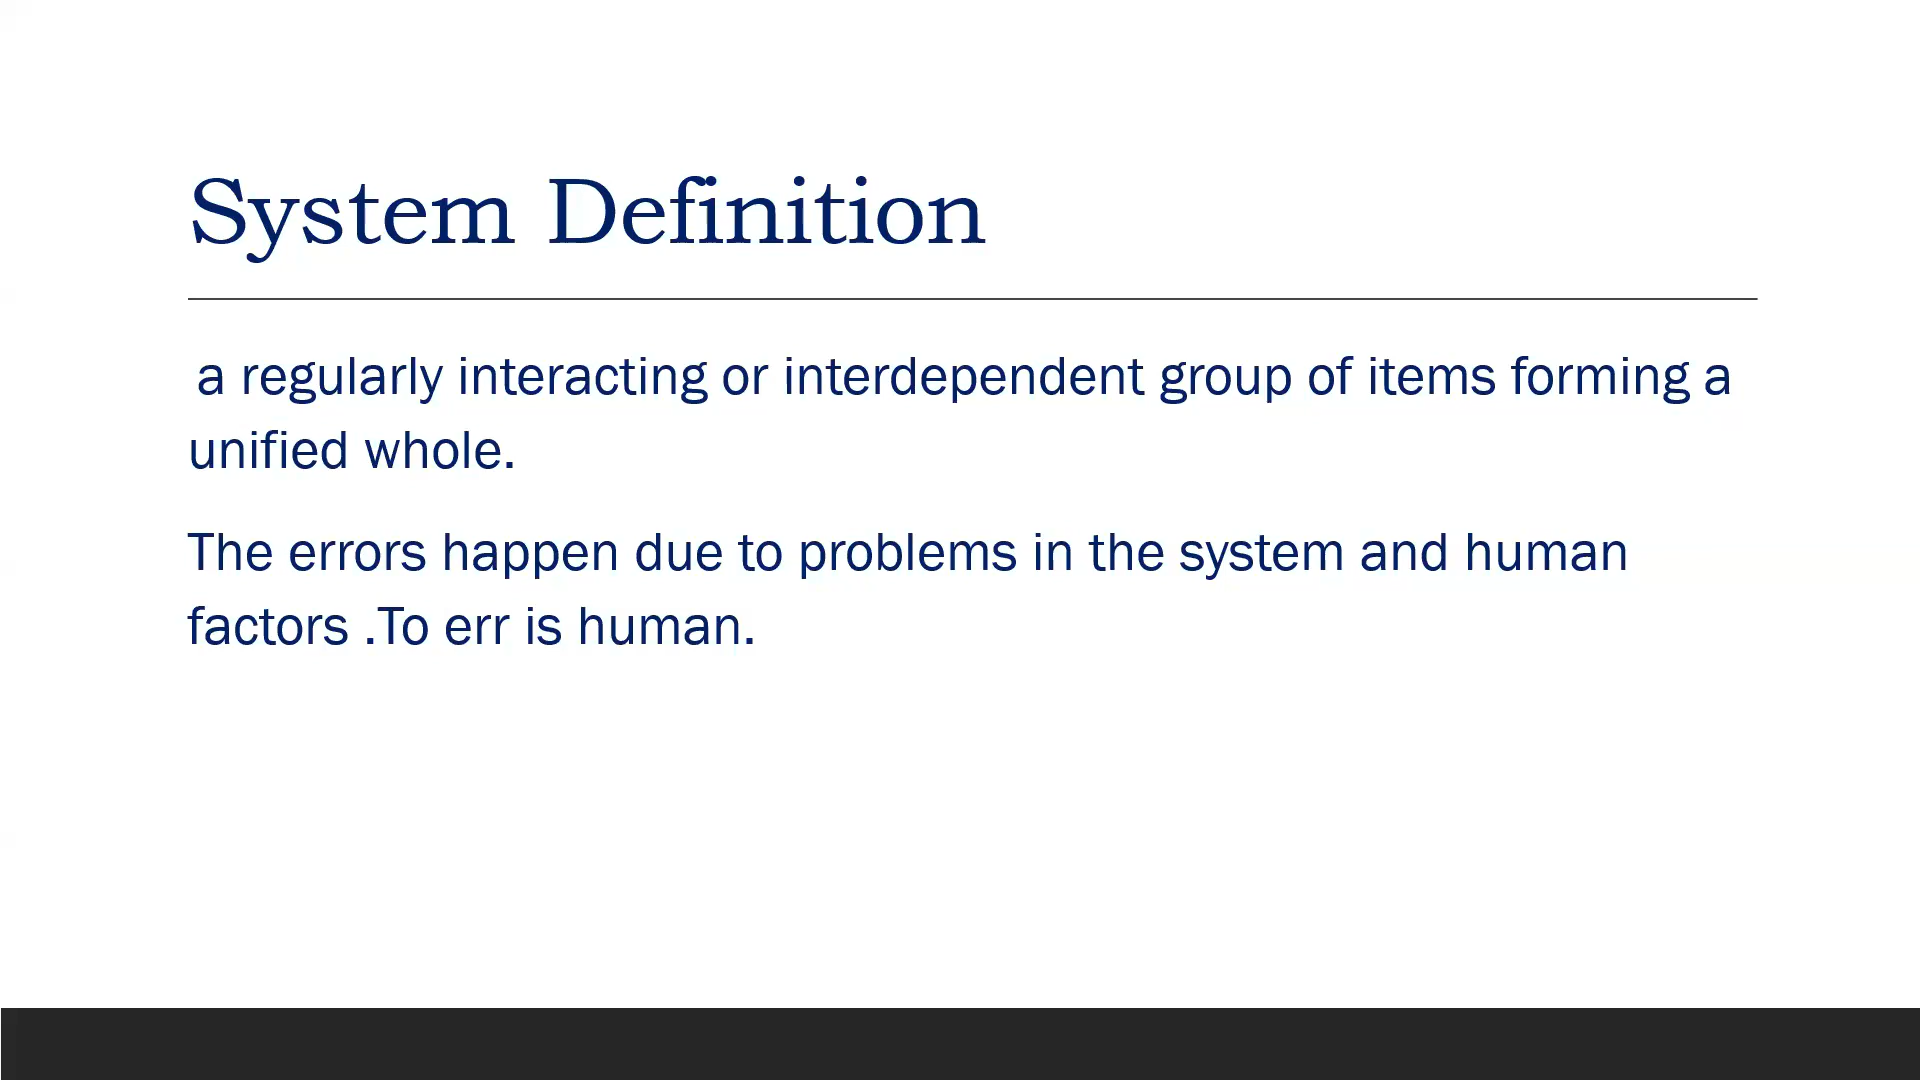 System Definition
a regularly interacting or interdependent group of items forming a
unified whole.
The errors happen due to problems in the system and human
factors .To err is human.